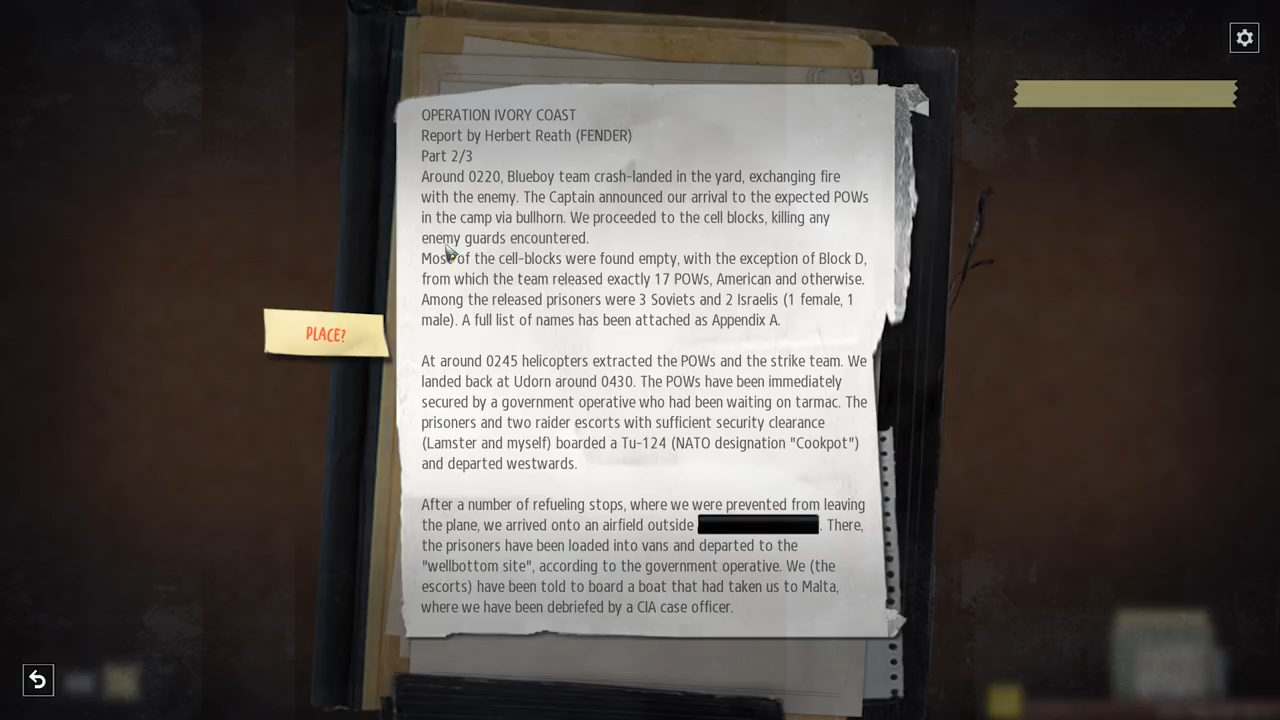 OPERATION IVORY COAST
Report by Herbert Reath (FENDER)
Part 2/3
Around 0220, Blueboy team crash-landed in the yard, exchanging fire
with the enemy. The Captain announced our arrival to the expected POWs
in the camp via bullhorn. We proceeded to the cell blocks, killing any
enemy guards encountered.
Most of the cell-blocks were found empty, with the exception of Block D,
from which the team released exactly 17 POWs, American and otherwise.
Among the released prisoners were 3 Soviets and 2 Israelis (1 female, 1
male). A full list of names has been attached as Appendix A.
PLACE?
At around 0245 helicopters extracted the POWs and the strike team. We
landed back at Udorn around 0430. The POWs have been immediately
secured by a government operative who had been waiting on tarmac. The
prisoners and two raider escorts with sufficient security clearance
(Lamster and myself) boarded a Tu-124 (NATO designation "Cookpot")
and departed westwards.
After a number of refueling stops, where we were prevented from leaving
the plane, we arrived onto an airfield outside . There,
the prisoners have been loaded into vans and departed to the
"wellbottom site", according to the government operative. We (the
escorts) have been told to board a boat that had taken us to Malta,
where we have been debriefed by a CIA case officer.